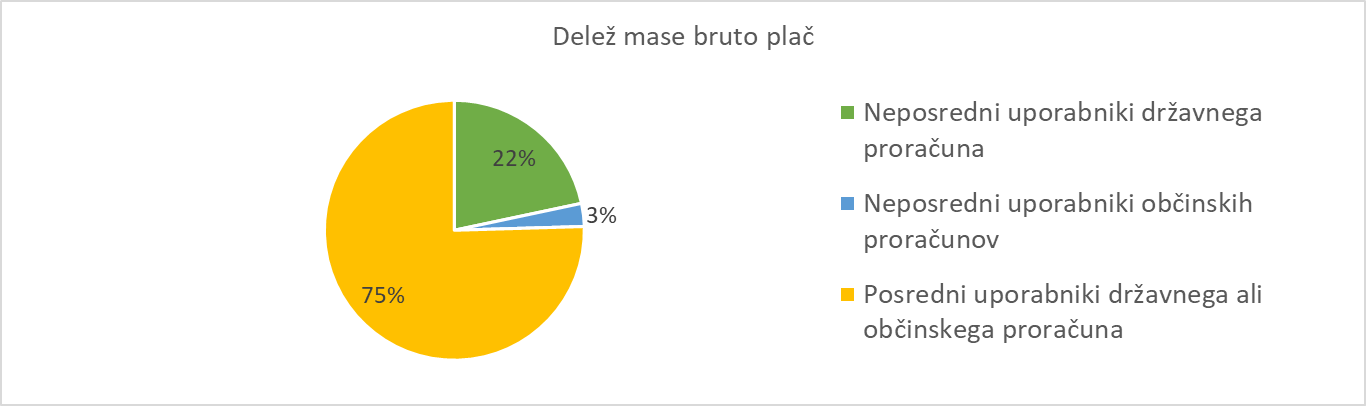 Delež mase bruto plač
22%
3%
75%
Neposredni uporabniki državnega
proračuna
Neposredni uporabniki občinskih
proračunov
Posredni uporabniki državnega ali
občinskega proračuna